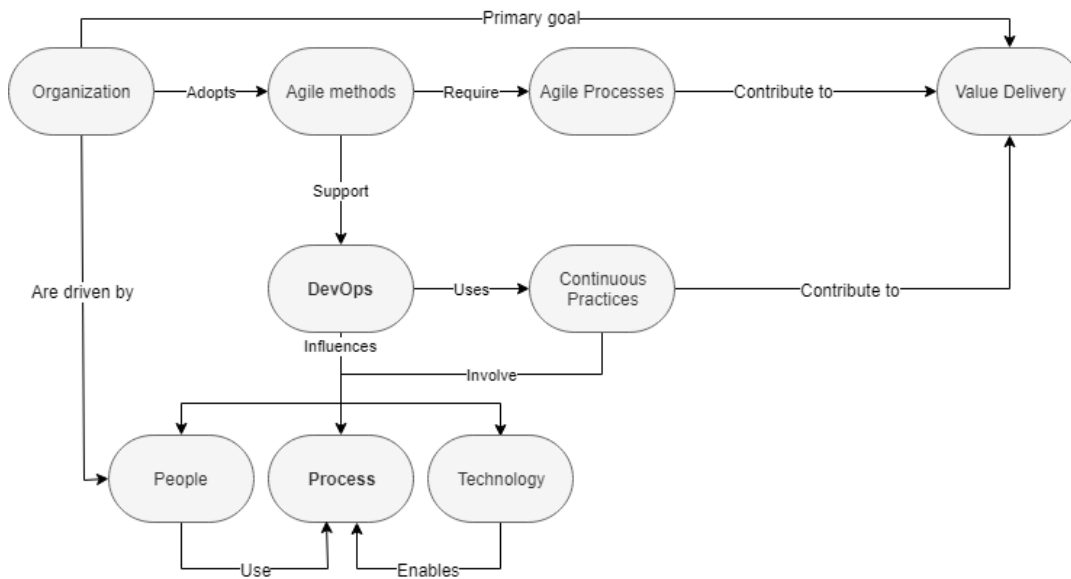 Primary goal
Organization
Adopts
Agile methods
Require
Agile Processes
Contribute to
Value Delivery
Support
Are driven by
DevOps
Uses
Continuous
Practices
Contribute to
Influences
Involve
People
Process
Technology
Use
Enables